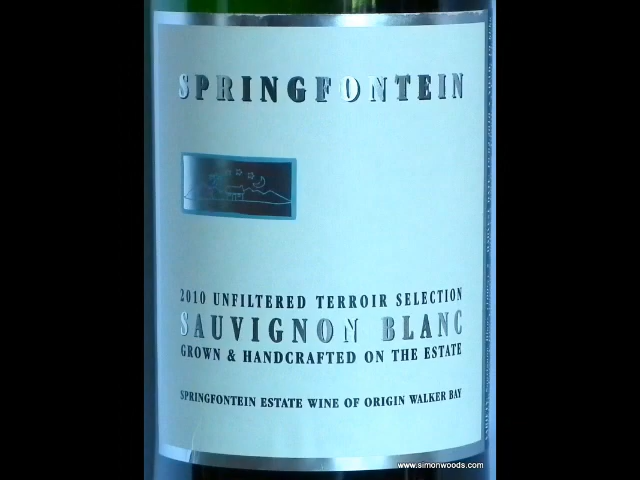 SPRINGFONTEIN
2010 UNFILTERED TERROIR SELECTION
SAUVIGNON BLANC
GROWN & HANDCRAFTED ON THE ESTATE
SPRINGFONTEIN ESTATE WINE OF ORIGIN WALKER BAY
www.simonwoods.com